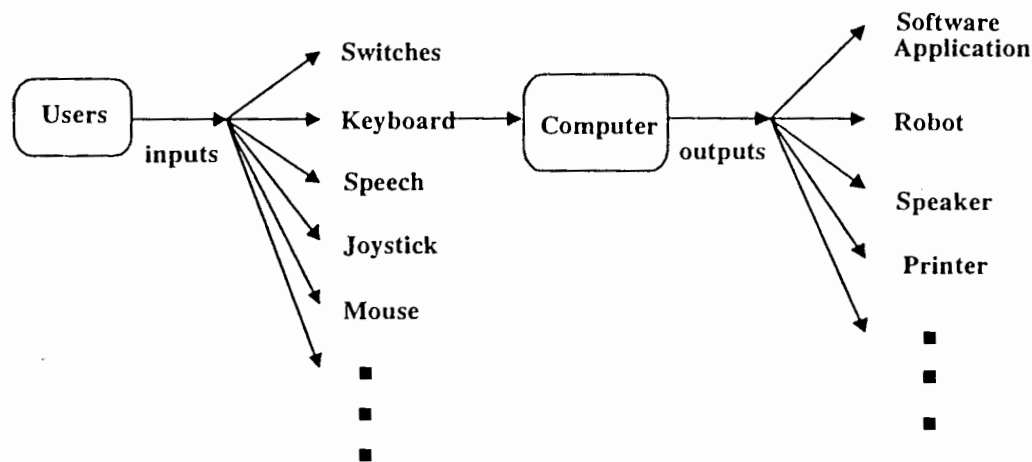 Users
inputs
Switches
Keyboard
Speech
Joystick
Mouse
Computer
outputs
Software
Application
Robot
Speaker
Printer